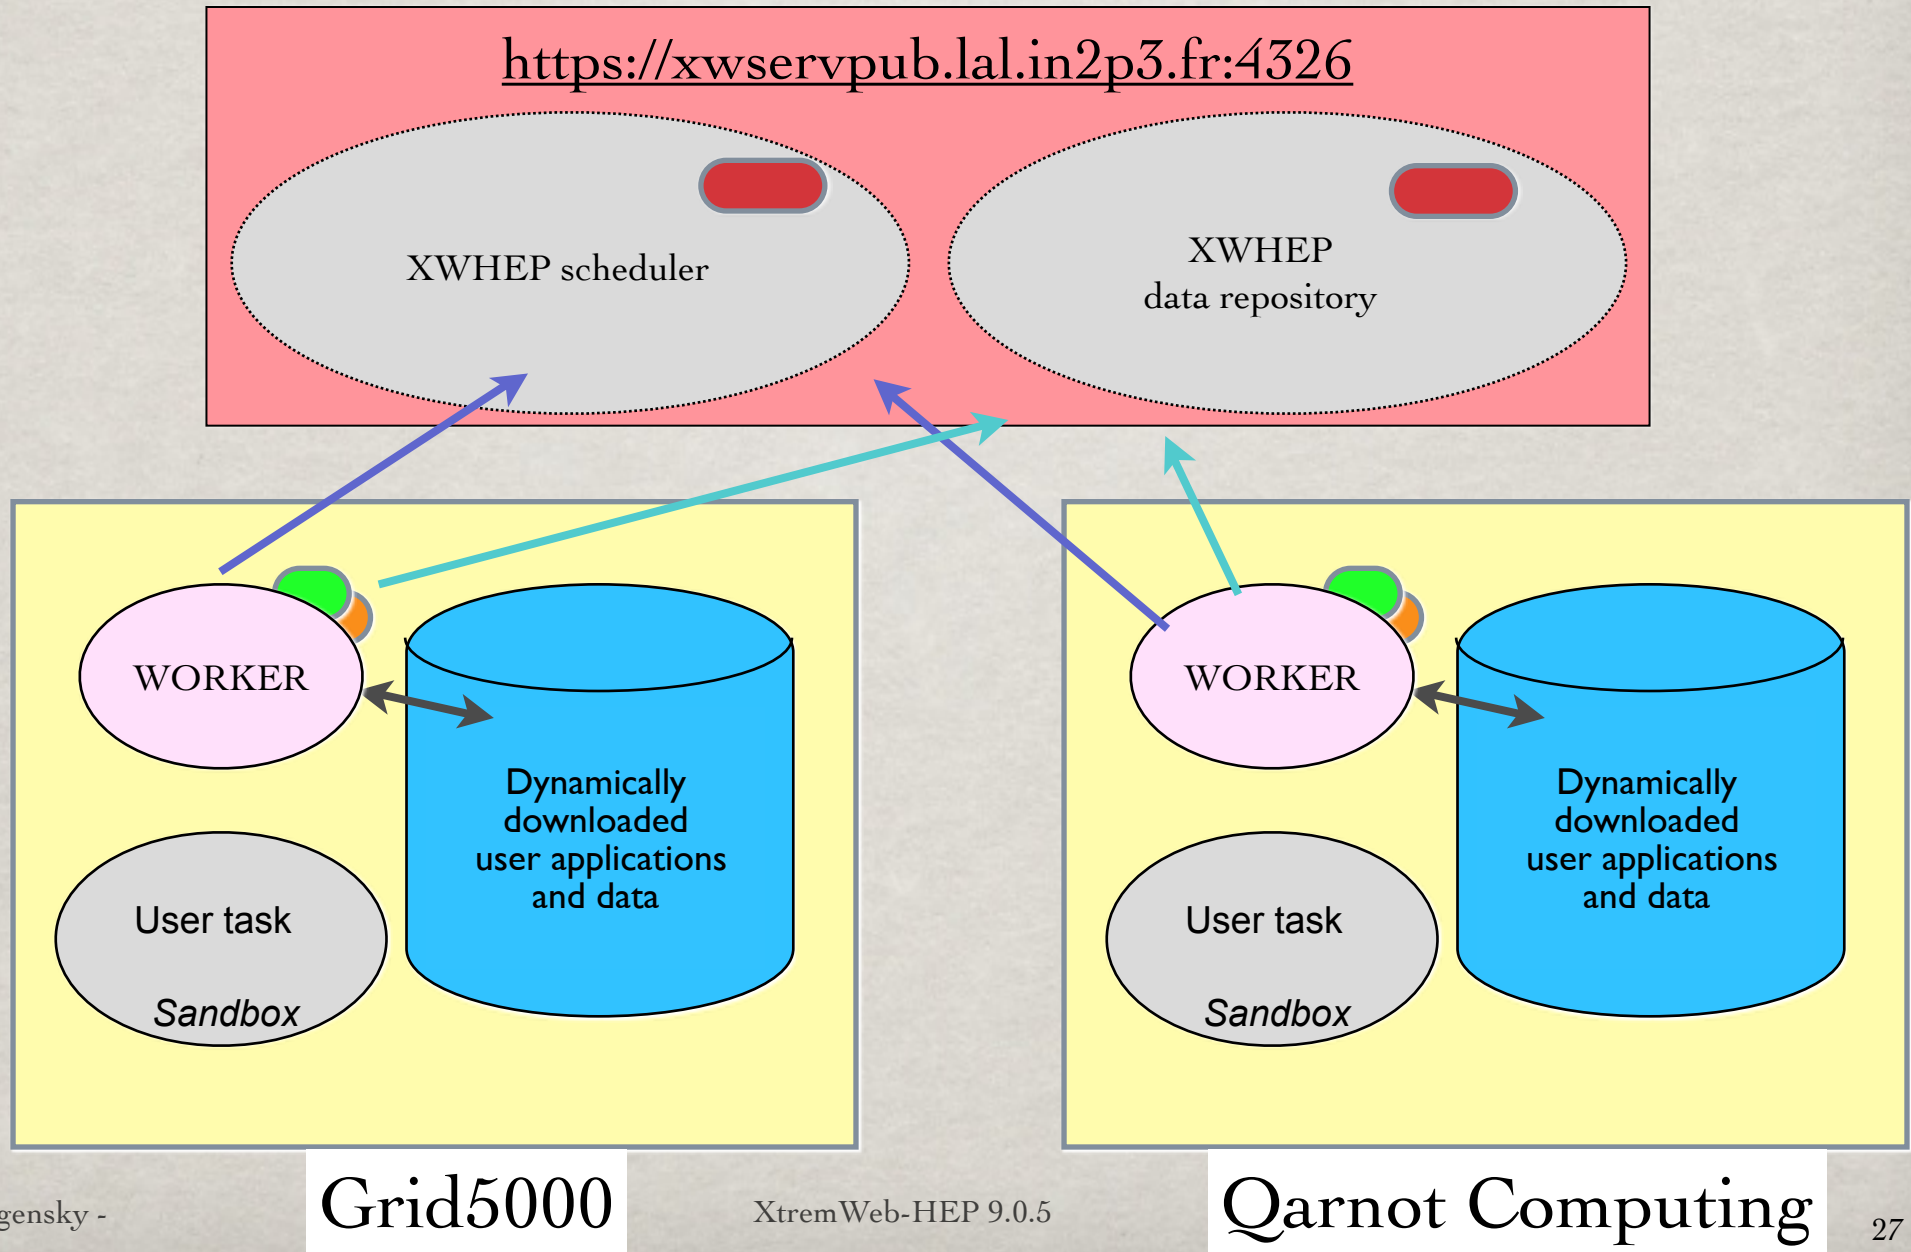 https://xwservpub.lal.in2p3.fr:4326
XWHEP scheduler
XWHEP
data repository
WORKER
Dynamically
downloaded
user applications
and data
User task
Sandbox
WORKER
Dynamically
downloaded
user applications
and data
User task
Sandbox
Grid5000
Qarnot Computing
gensky -
XtremWeb-HEP 9.0.5
27